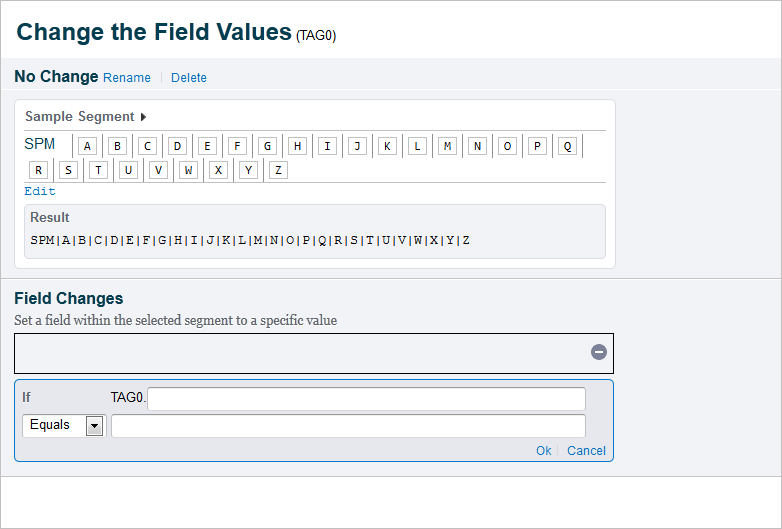 Change the Field Values (TAG0)
No Change Rename Delete
Sample Segment
SPM A B C D E F G H I J K L M N O P Q
R S T U V W X Y Z
Edit
Result
SPM|A|B|C|D|E|F|G|H|I|J|K|L|M|N|O|P|Q|R|S|T|U|V|W|X|Y|Z
Field Changes
Set a field within the selected segment to a specific value
If TAG0.
Equals
Ok Cancel